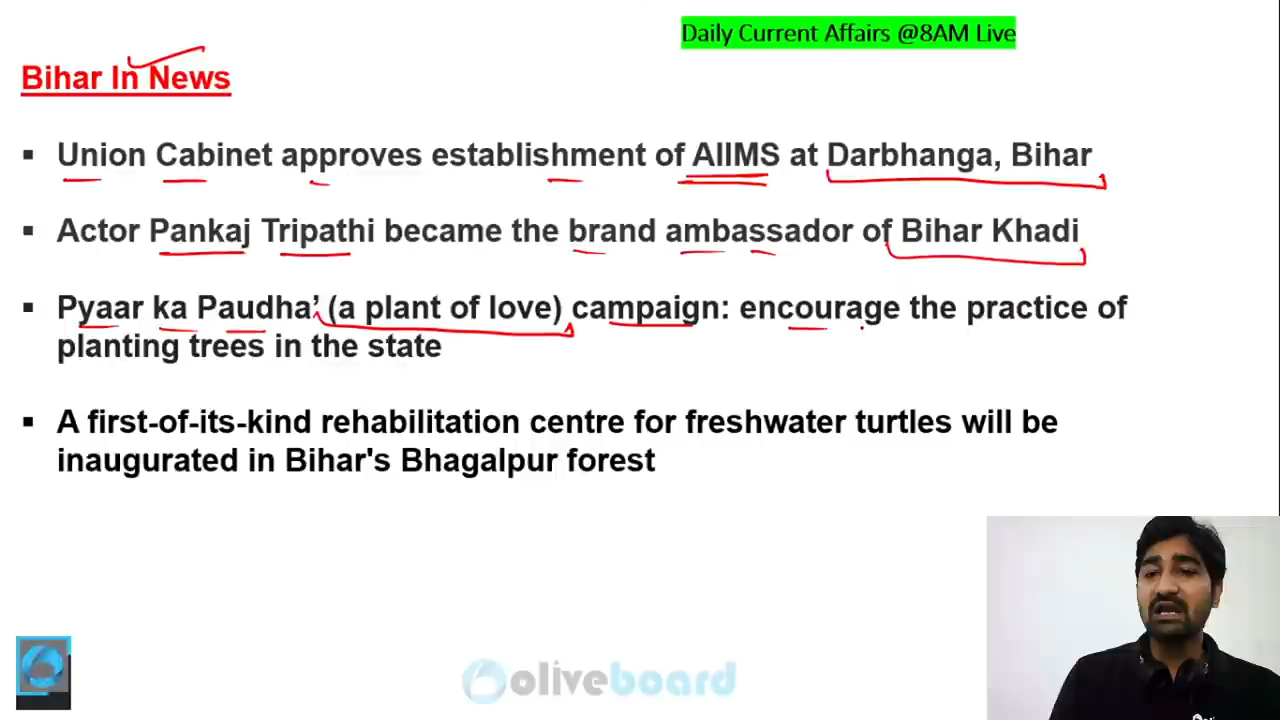 Daily Current Affairs @8AM Live
Bihar In News
▪ Union Cabinet approves establishment of AIIMS at Darbhanga, Bihar
▪ Actor Pankaj Tripathi became the brand ambassador of Bihar Khadi
▪ Pyaar ka Paudha’ (a plant of love) campaign: encourage the practice of
planting trees in the state
▪ A first-of-its-kind rehabilitation centre for freshwater turtles will be
inaugurated in Bihar's Bhagalpur forest
oliveboard